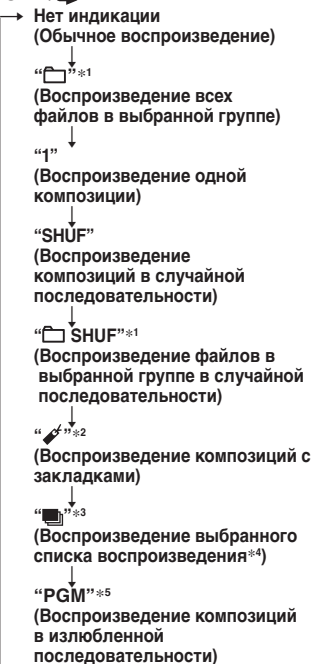 Нет индикации
(Обычное воспроизведение)
“”*1
(Воспроизведение всех
файлов в выбранной группе)
“1”
(Воспроизведение одной
композиции)
“SHUF”
(Воспроизведение
композиций в случайной
последовательности)
“ SHUF”*1
(Воспроизведение файлов в
выбранной группе в случайной
последовательности)
“”*2
(Воспроизведение композиций с
закладками)
“”*3
(Воспроизведение выбранного
списка воспроизведения*4)
“PGM”*5
(Воспроизведение композиций
в излюбленной
последовательности)